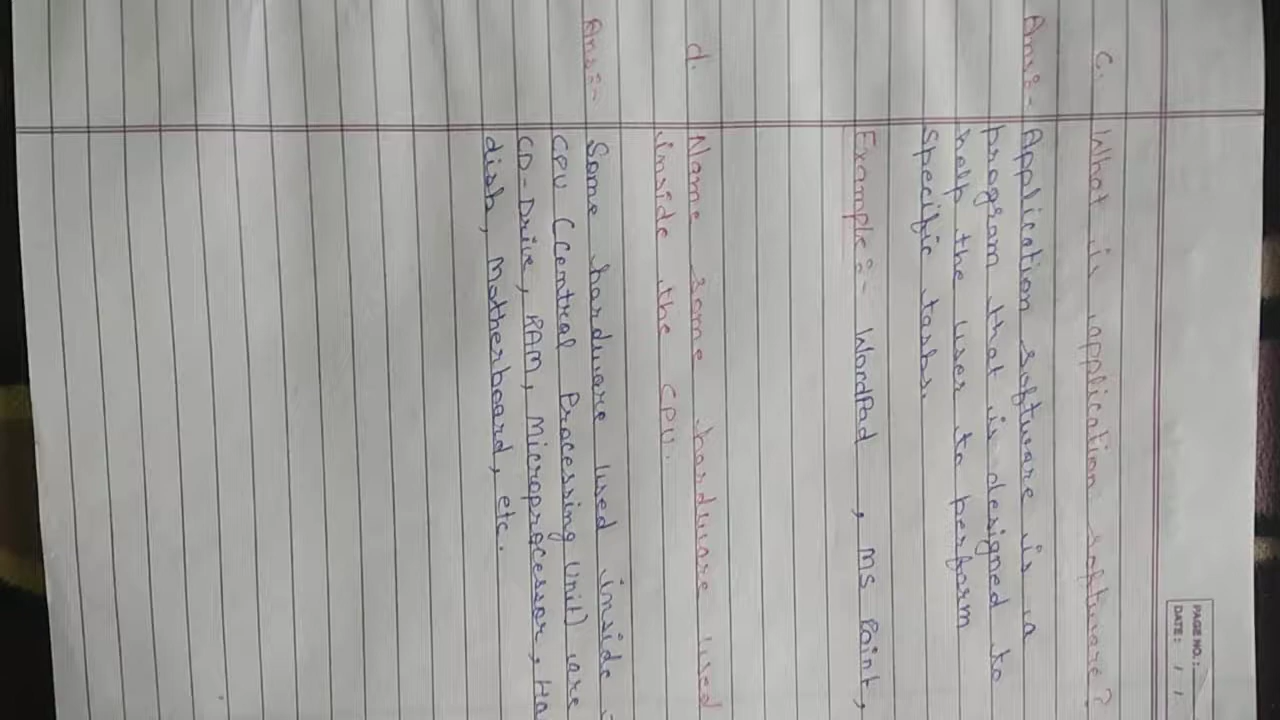 PAGE NO.:
DATE: / /
c. What is application software?
Ans:- Application software is a
program that is designed to
help the user to perform
specific tasks.
Example:- WordPad , MS Paint,
d. Name some hardware used
inside the CPU.
Ans:- Some hardware used inside
CPU (Central Processing Unit) are
CD-Drive, RAM, Microprocessor, Ha
disk, Motherboard, etc.